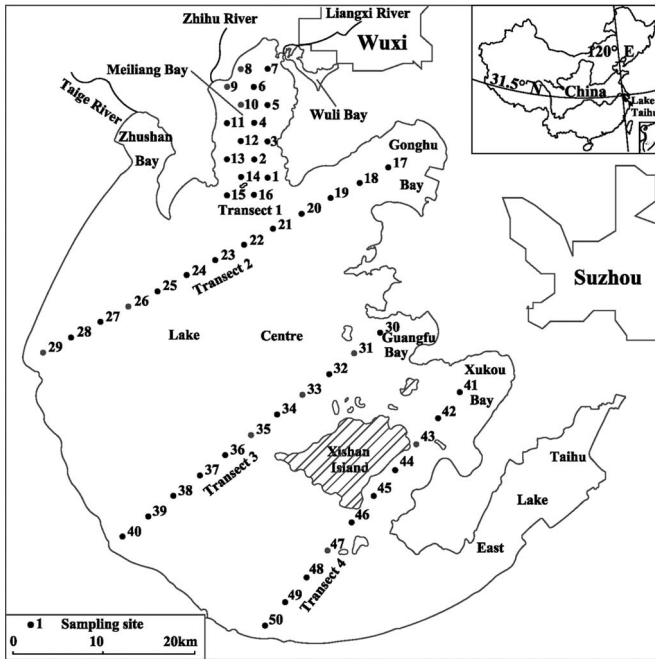 Zhihu River
Liangxi River
Wuxi
Meiliang Bay
Taige River
Zhushan
Bay
Wuli Bay
8 7
9 6
10 5
11 4
12 3
13 2
14 1
15 16
Transect 1
Gonghu
Bay
17
18
19
20
21
22
23
24
25
26
27
28
29
Transect 2
120° E
31.5° N
China
Lake
Taihu
Suzhou
Lake Centre
30
Guangfu
Bay
31
32
33
34
35
36
37
38
39
40
Transect 3
Xukou
Bay
41
42
43
44
45
46
47
48
49
50
Transect 4
Xishan
Island
Taihu
Lake
East
1 Sampling site
0 10 20km